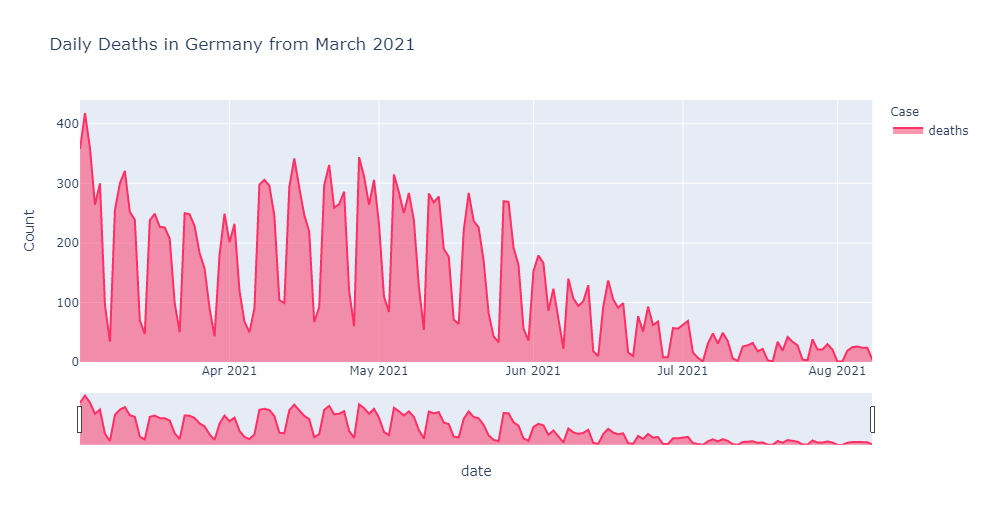 Daily Deaths in Germany from March 2021
Case
deaths
Count
400
300
200
100
0
Apr 2021
May 2021
Jun 2021
Jul 2021
Aug 2021
date